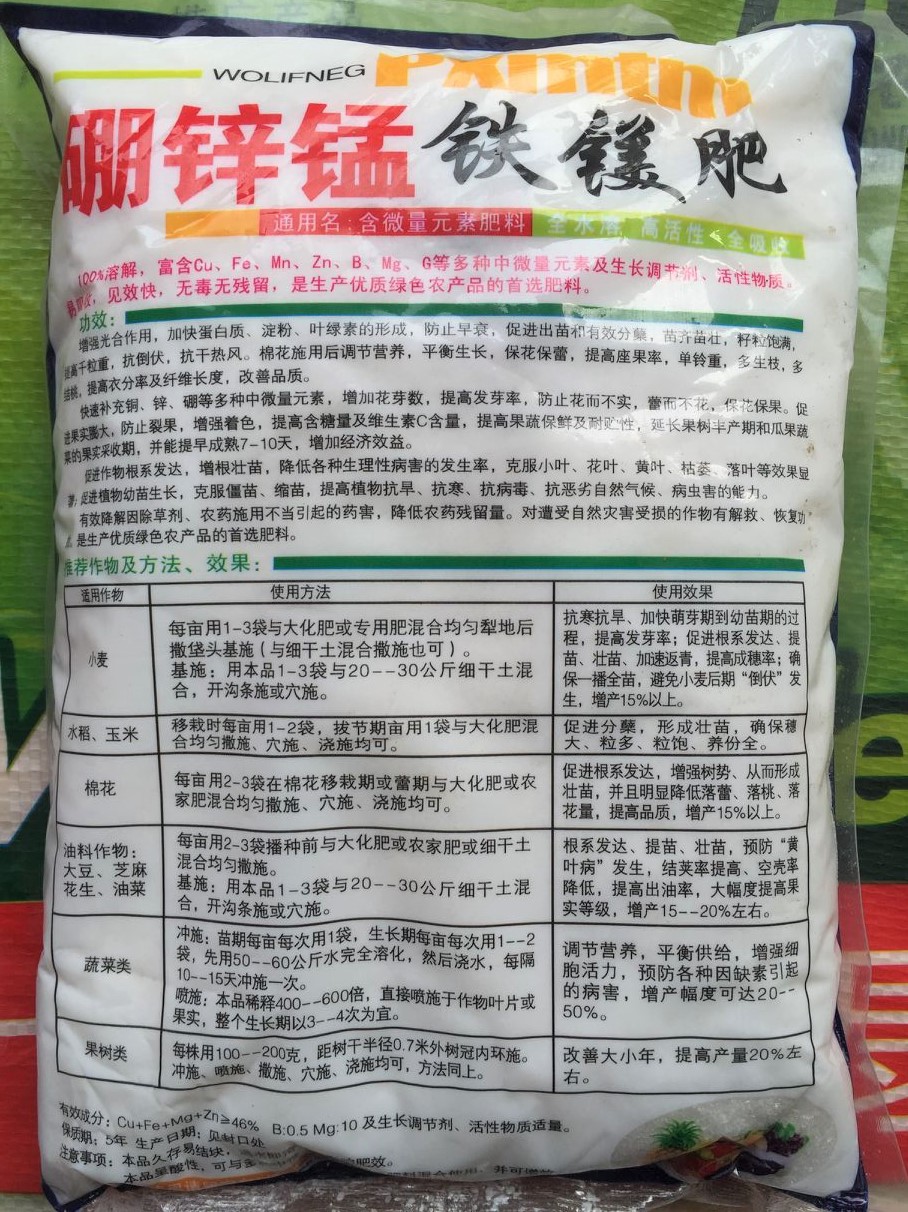 WOLIFNEG
硼锌锰铁镁肥
通用名：含微量元素肥料 全水溶 高活性 全吸收
100%溶解，富含Cu、Fe、Mn、Zn、B、Mg、G等多种中微量元素及生长调节剂、活性物质。
见效快，无毒无残留，是生产优质绿色农产品的首选肥料。
功效：
增强光合作用，加快蛋白质、淀粉、叶绿素的形成，防止早衰，促进出苗和有效分蘖，苗齐苗壮，籽粒饱满，
提高千粒重，抗倒伏，抗干热风。棉花施用后调节营养，平衡生长，保花保蕾，提高座果率，单铃重，多生枝，多
结桃，提高衣分率及纤维长度，改善品质。
快速补充铜、锌、硼等多种中微量元素，增加花芽数，提高发芽率，防止花而不实，蕾而不花，保花保果。促
进果实膨大，防止裂果，增强着色，提高含糖量及维生素C含量，提高果蔬保鲜及耐贮性，延长果树丰产期和瓜果蔬
菜的果实采收期，并能提早成熟7-10天，增加经济效益。
促进作物根系发达，增根壮苗，降低各种生理性病害的发生率，克服小叶、花叶、黄叶、枯萎、落叶等效果显
著；促进植物幼苗生长，克服僵苗、缩苗，提高植物抗旱、抗寒、抗病毒、抗恶劣自然气候、病虫害的能力。
有效降解因除草剂、农药施用不当引起的药害，降低农药残留量。对遭受自然灾害受损的作物有解救、恢复功
是生产优质绿色农产品的首选肥料。
推荐作物及方法、效果：
适用作物 使用方法 使用效果
小麦
每亩用1-3袋与大化肥或专用肥混合均匀犁地后
撒垡头基施（与细干土混合撒施也可）。
基施：用本品1-3袋与20--30公斤细干土混
合，开沟条施或穴施。
抗寒抗旱、加快萌芽期到幼苗期的过
程，提高发芽率；促进根系发达、提
苗、壮苗、加速返青，提高成穗率；确
保一播全苗，避免小麦后期“倒伏”发
生，增产15%以上。
水稻、玉米
移栽时每亩用1-2袋，拔节期亩用1袋与大化肥混
合均匀撒施、穴施、浇施均可。
促进分蘖，形成壮苗，确保穗
大、粒多、粒饱、养份全。
棉花
每亩用2-3袋在棉花移栽期或蕾期与大化肥或农
家肥混合均匀撒施、穴施、浇施均可。
促进根系发达，增强树势、从而形成
壮苗，并且明显降低落蕾、落桃、落
花量，提高品质，增产15%以上。
油料作物：
大豆、芝麻
花生、油菜
每亩用2-3袋播种前与大化肥或农家肥或细干土
混合均匀撒施。
基施：用本品1-3袋与20--30公斤细干土混
合，开沟条施或穴施。
根系发达、提苗、壮苗，预防“黄
叶病”发生，结荚率提高、空壳率
降低，提高出油率，大幅度提高果
实等级，增产15--20%左右。
蔬菜类
冲施：苗期每亩每次用1袋，生长期每亩每次用1--2
袋，先用50--60公斤水完全溶化，然后浇水，每隔
10--15天冲施一次。
喷施：本品稀释400--600倍，直接喷施于作物叶片或
果实，整个生长期以3--4次为宜。
调节营养，平衡供给，增强细
胞活力，预防各种因缺素引起
的病害，增产幅度可达20--
50%。
果树类
每株用100--200克，距树干半径0.7米外树冠内环施。
冲施、喷施、撒施、穴施、浇施均可，方法同上。
改善大小年，提高产量20%左
右。
有效成分：Cu+Fe+Mg+Zn≥46% B:0.5 Mg:10 及生长调节剂、活性物质适量。
保质期：5年 生产日期：见封口处
注意事项：本品久存易结块，
本品呈酸性，可与 肥效。